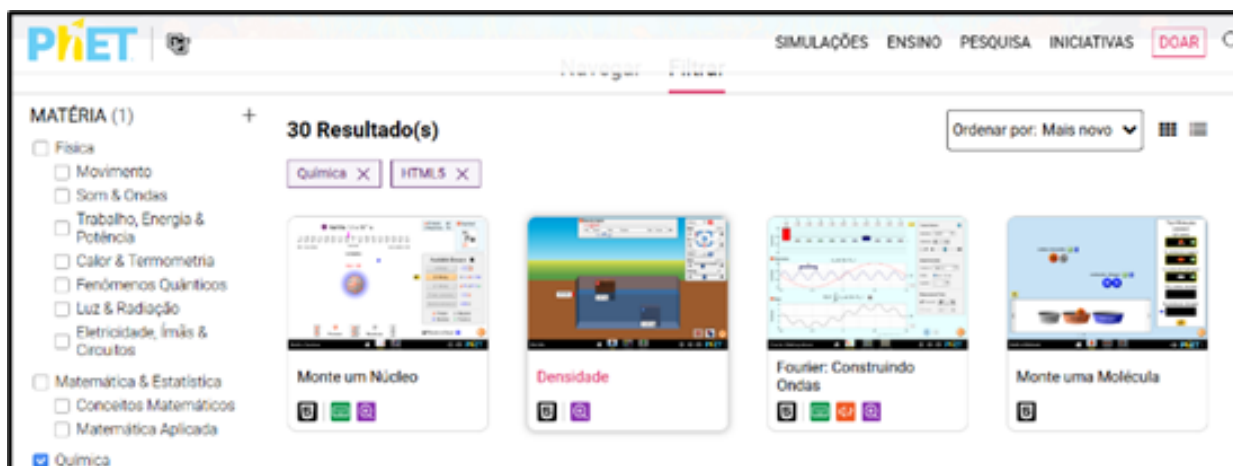 PhET
SIMULAÇÕES ENSINO PESQUISA INICIATIVAS DOAR
Navegar Filtrar
MATÉRIA (1) +
Física
Movimento
Som & Ondas
Trabalho, Energia &
Potência
Calor & Termometria
Fenômenos Quânticos
Luz & Radiação
Eletricidade, Ímãs &
Circuitos
Matemática & Estatística
Conceitos Matemáticos
Matemática Aplicada
Química
30 Resultado(s)
Ordenar por: Mais novo
Química X HTML5 X
Monte um Núcleo
Densidade
Fourier: Construindo
Ondas
Monte uma Molécula